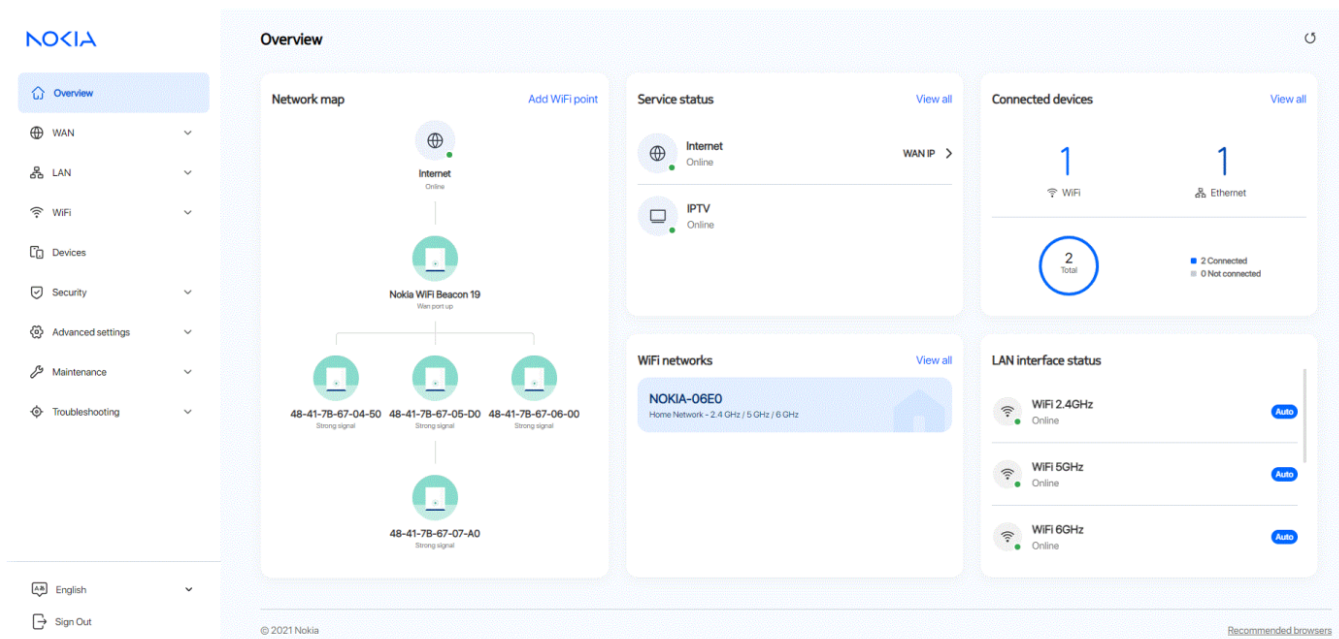 NOKIA
Overview
WAN
LAN
WiFi
Devices
Security
Advanced settings
Maintenance
Troubleshooting
English
Sign Out
Overview
Network map
Add WiFi point
Internet
Online
Nokia WiFi Beacon 19
Wan port up
48-41-7B-67-04-50
Strong signal
48-41-7B-67-05-D0
Strong signal
48-41-7B-67-06-00
Strong signal
48-41-7B-67-07-A0
Strong signal
Service status
View all
Internet
Online
WAN IP
IPTV
Online
Connected devices
View all
1
WiFi
1
Ethernet
2
Total
2 Connected
0 Not connected
WiFi networks
View all
NOKIA-06E0
Home Network - 2.4 GHz / 5 GHz / 6 GHz
LAN interface status
WiFi 2.4GHz
Online
Auto
WiFi 5GHz
Online
Auto
WiFi 6GHz
Online
Auto
© 2021 Nokia
Recommended browsers